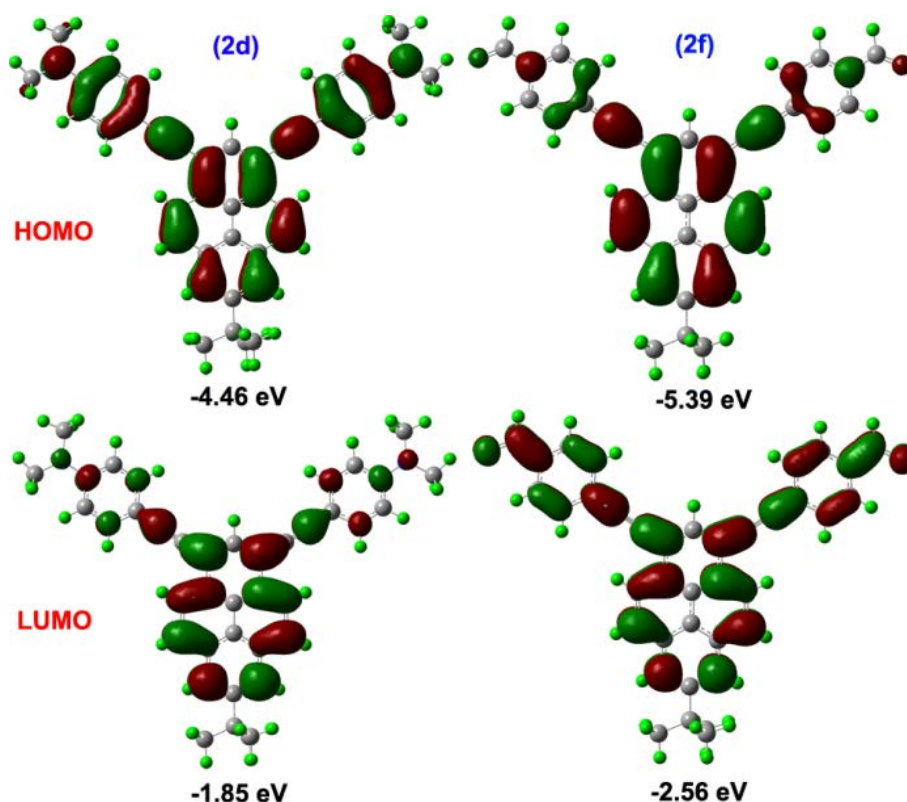 (2d) (2f)
HOMO
-4.46 eV -5.39 eV
LUMO
-1.85 eV -2.56 eV